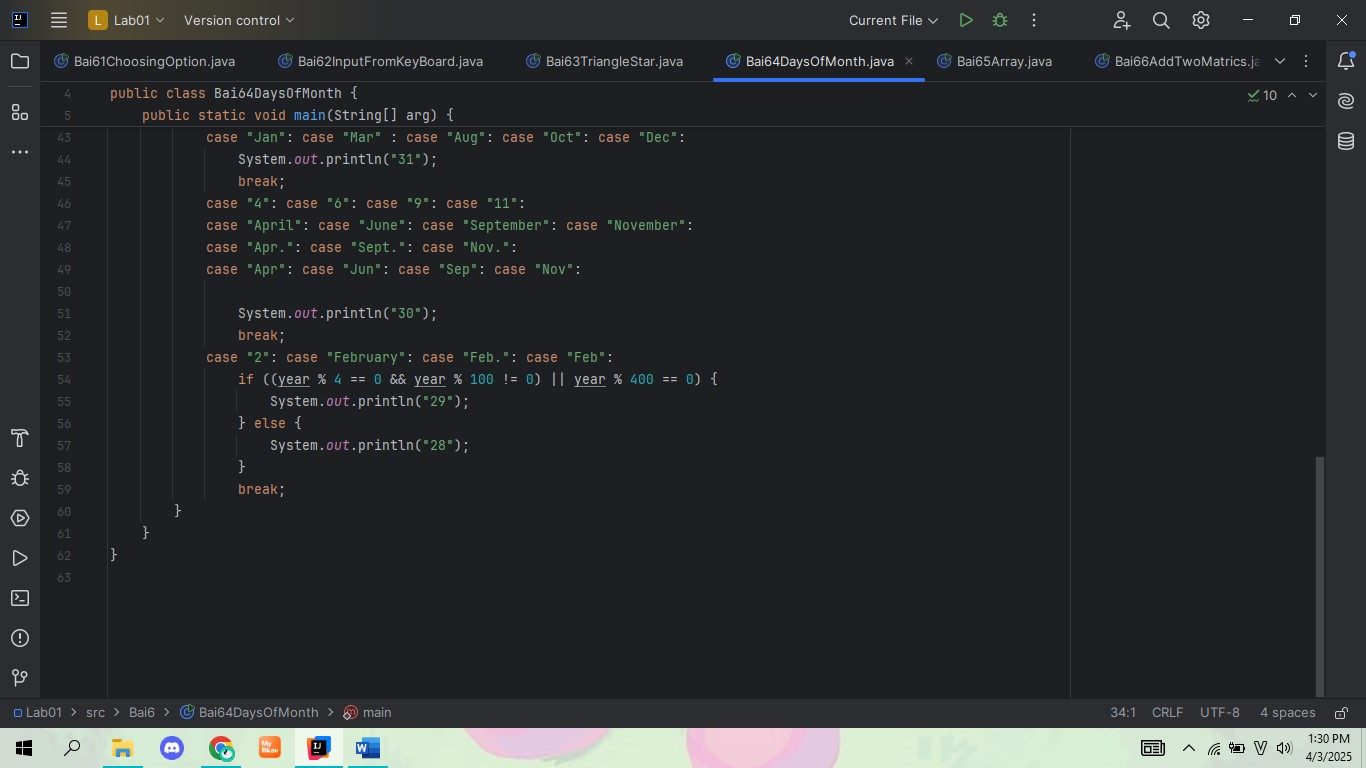 L Lab01 Version control Current File
Bai61ChoosingOption.java Bai62InputFromKeyBoard.java Bai63TriangleStar.java Bai64DaysOfMonth.java Bai65Array.java Bai66AddTwoMatrics.ja
4 public class Bai64DaysOfMonth { 10
5 public static void main(String[] arg) {
43 case "Jan": case "Mar" : case "Aug": case "Oct": case "Dec":
44 System.out.println("31");
45 break;
46 case "4": case "6": case "9": case "11":
47 case "April": case "June": case "September": case "November":
48 case "Apr.": case "Sept.": case "Nov.":
49 case "Apr": case "Jun": case "Sep": case "Nov":
50
51 System.out.println("30");
52 break;
53 case "2": case "February": case "Feb.": case "Feb":
54 if ((year % 4 == 0 && year % 100 != 0) || year % 400 == 0) {
55 System.out.println("29");
56 } else {
57 System.out.println("28");
58 }
59 break;
60 }
61 }
62 }
63
Lab01 > src > Bai6 > Bai64DaysOfMonth > main 34:1 CRLF UTF-8 4 spaces
My Bkav V 1:30 PM
4/3/2025